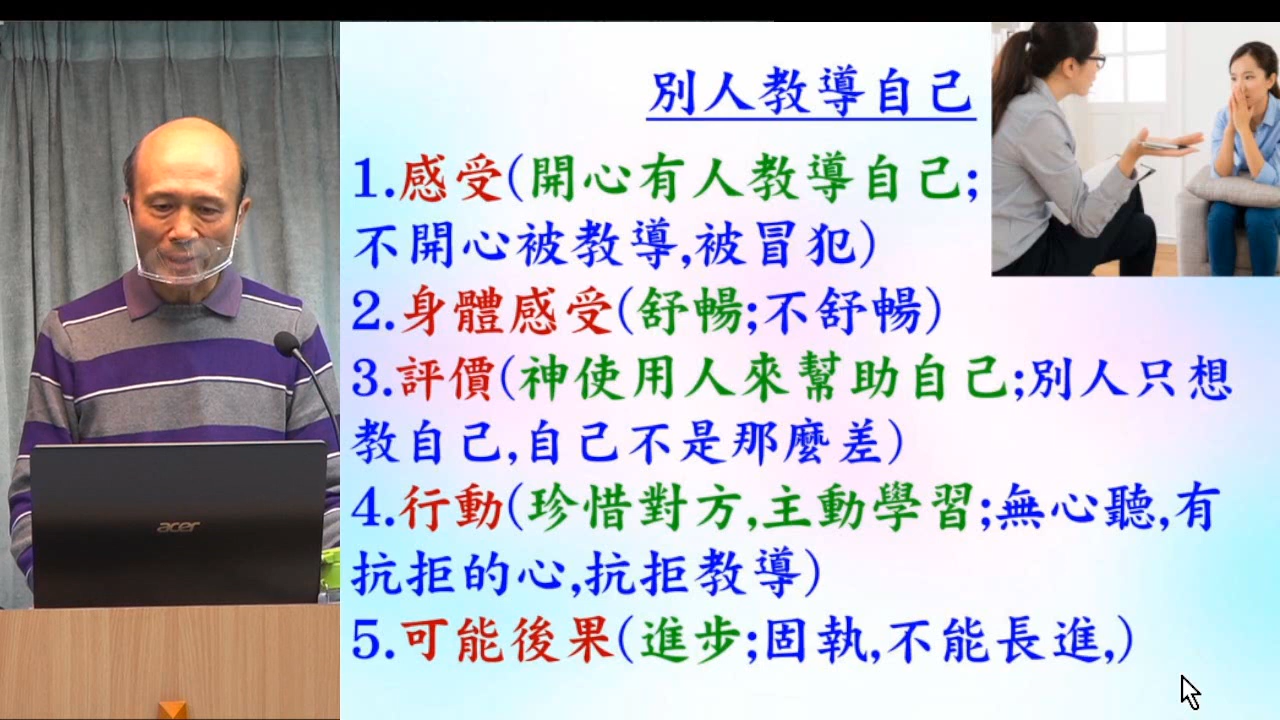 別人教導自己
1.感受(開心有人教導自己;
不開心被教導,被冒犯)
2.身體感受(舒暢;不舒暢)
3.評價(神使用人來幫助自己;別人只想
教自己,自己不是那麼差)
4.行動(珍惜對方,主動學習;無心聽,有
抗拒的心,抗拒教導)
5.可能後果(進步;固執,不能長進,)
acer